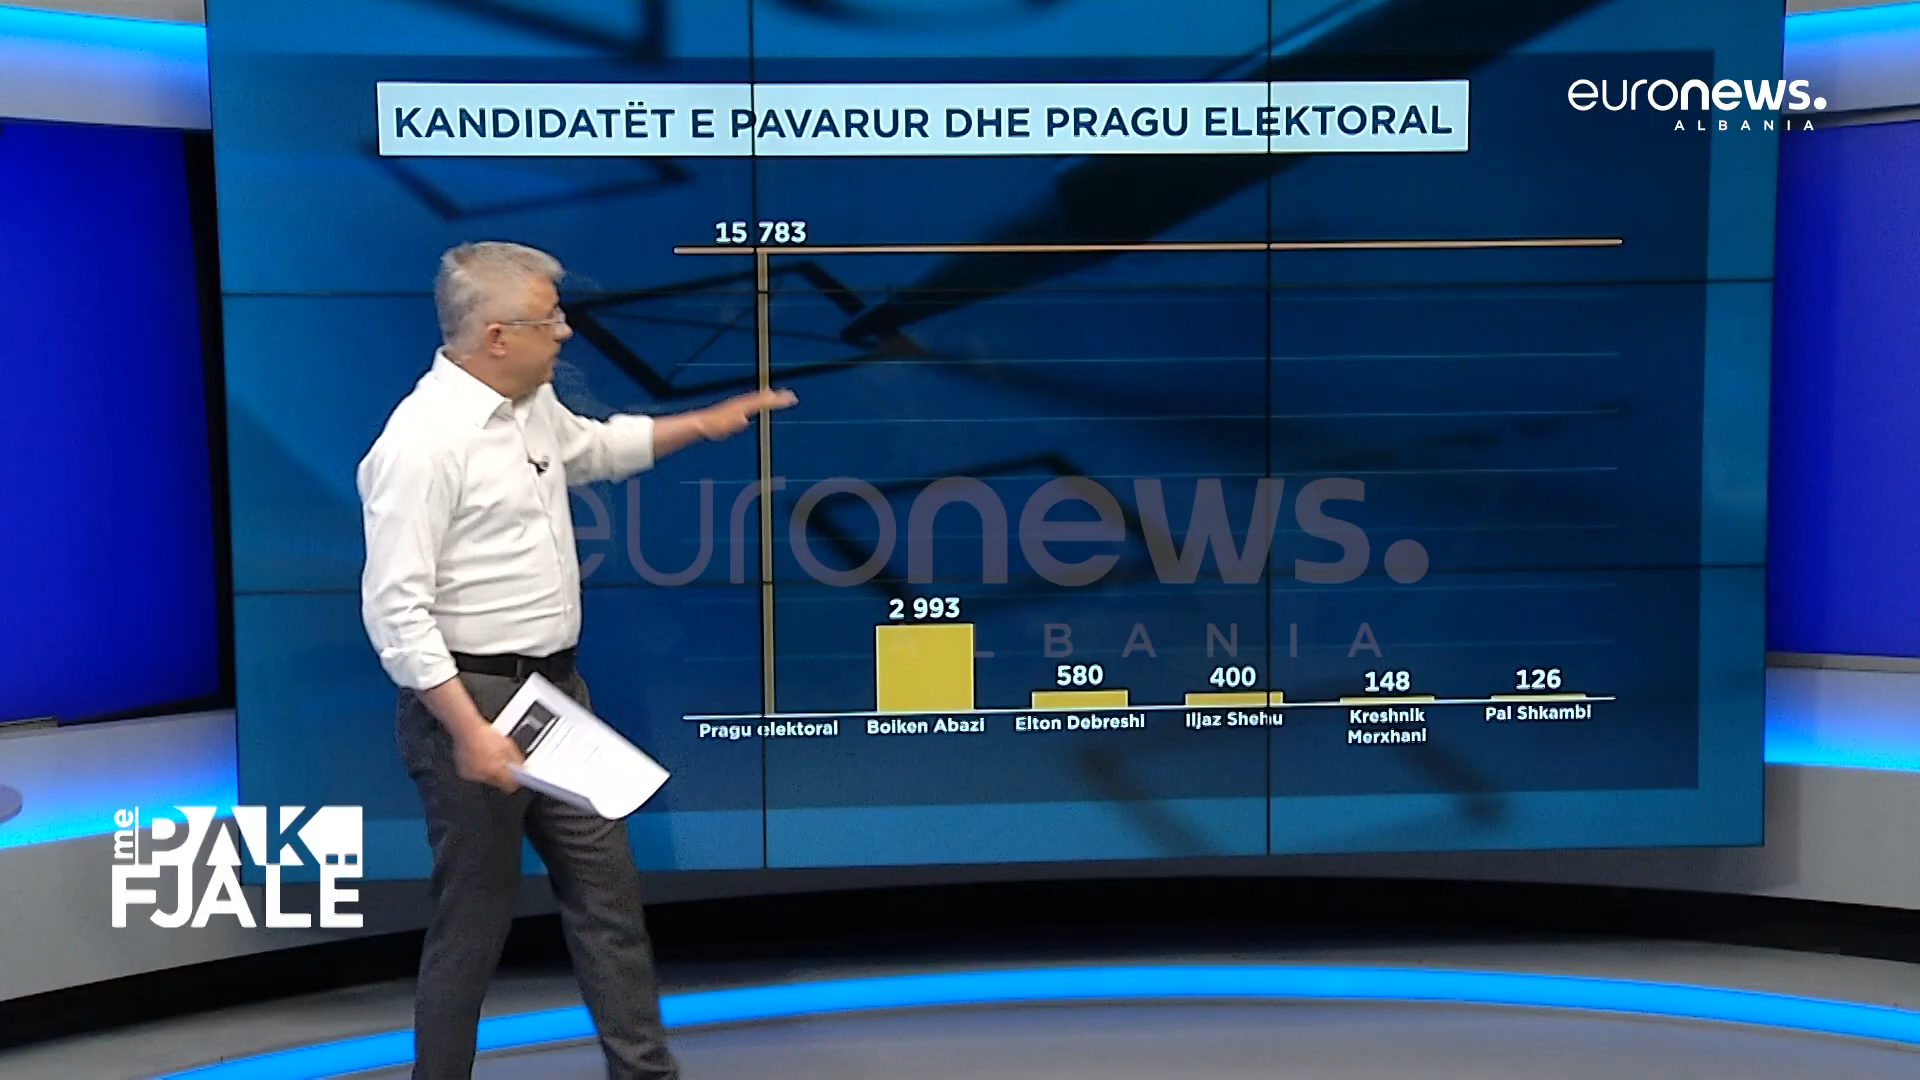 KANDIDATËT E PAVARUR DHE PRAGU ELEKTORAL
euronews.
ALBANIA
15 783
euronews.
ALBANIA
2 993
580
400
148
126
Pragu elektoral
Boiken Abazi
Elton Debreshi
Iljaz Shehu
Kreshnik
Merxhani
Pal Shkambi
me
PAK
FJALË